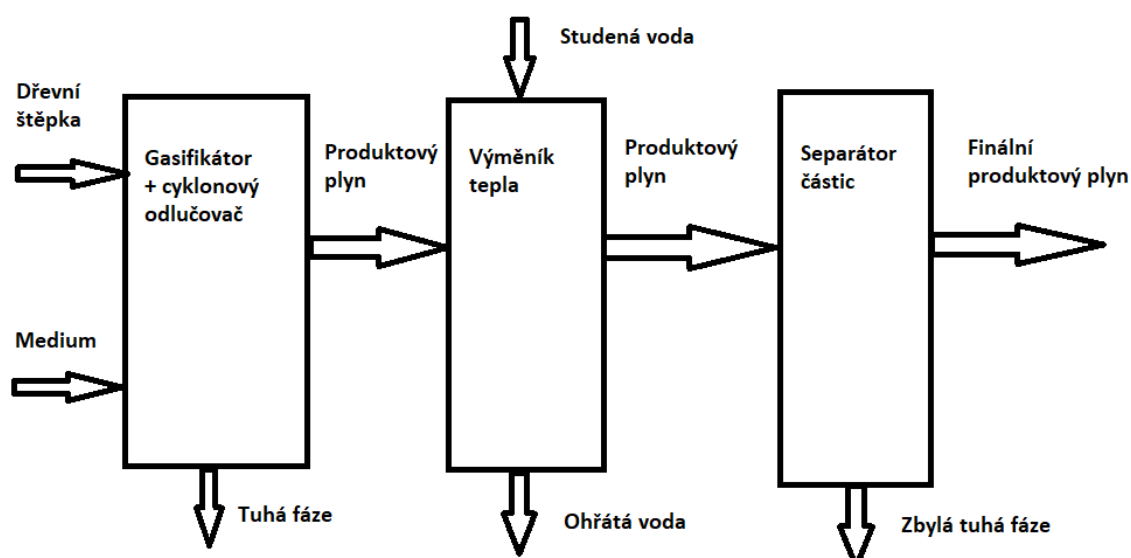 Studená voda
Dřevní
štěpka
Gasifikátor
+ cyklonový
odlučovač
Produktový
plyn
Výměník
tepla
Produktový
plyn
Separátor
částic
Finální
produktový plyn
Medium
Tuhá fáze
Ohřátá voda
Zbylá tuhá fáze